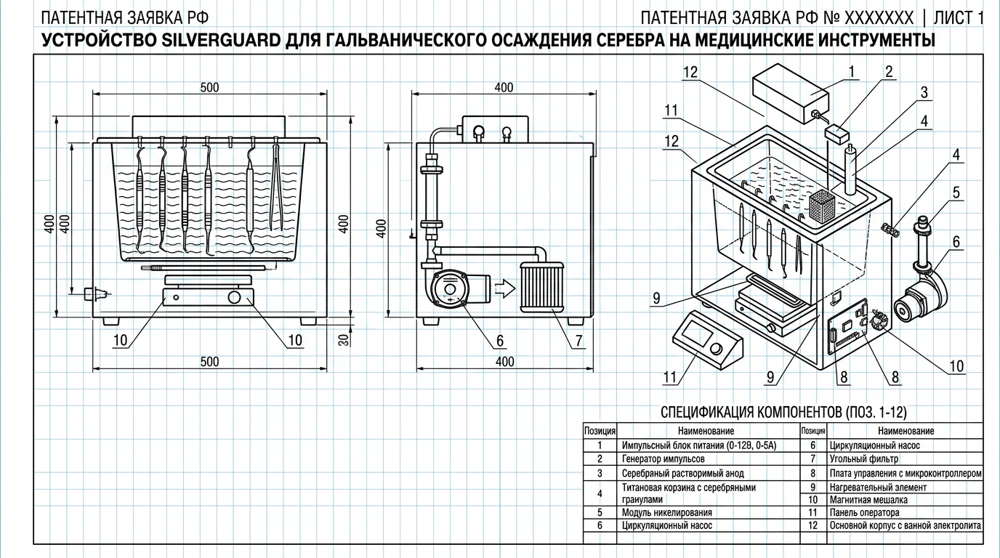 ПАТЕНТНАЯ ЗАЯВКА РФ
ПАТЕНТНАЯ ЗАЯВКА РФ № XXXXXXX | ЛИСТ 1
УСТРОЙСТВО SILVERGUARD ДЛЯ ГАЛЬВАНИЧЕСКОГО ОСАЖДЕНИЯ СЕРЕБРА НА МЕДИЦИНСКИЕ ИНСТРУМЕНТЫ
500
400
400
400
10
10
30
500
400
400
6
7
400
12
1
2
3
11
4
12
4
5
6
9
11
9
8
8
10
СПЕЦИФИКАЦИЯ КОМПОНЕНТОВ (ПОЗ. 1-12)
Позиция Наименование Позиция Наименование
1 Импульсный блок питания (0-12В, 0-5А) 6 Циркуляционный насос
2 Генератор импульсов 7 Угольный фильтр
3 Серебряный растворимый анод 8 Плата управления с микроконтроллером
4 Титановая корзина с серебряными 9 Нагревательный элемент
гранулами 10 Магнитная мешалка
5 Модуль никелирования 11 Панель оператора
6 Циркуляционный насос 12 Основной корпус с ванной электролита